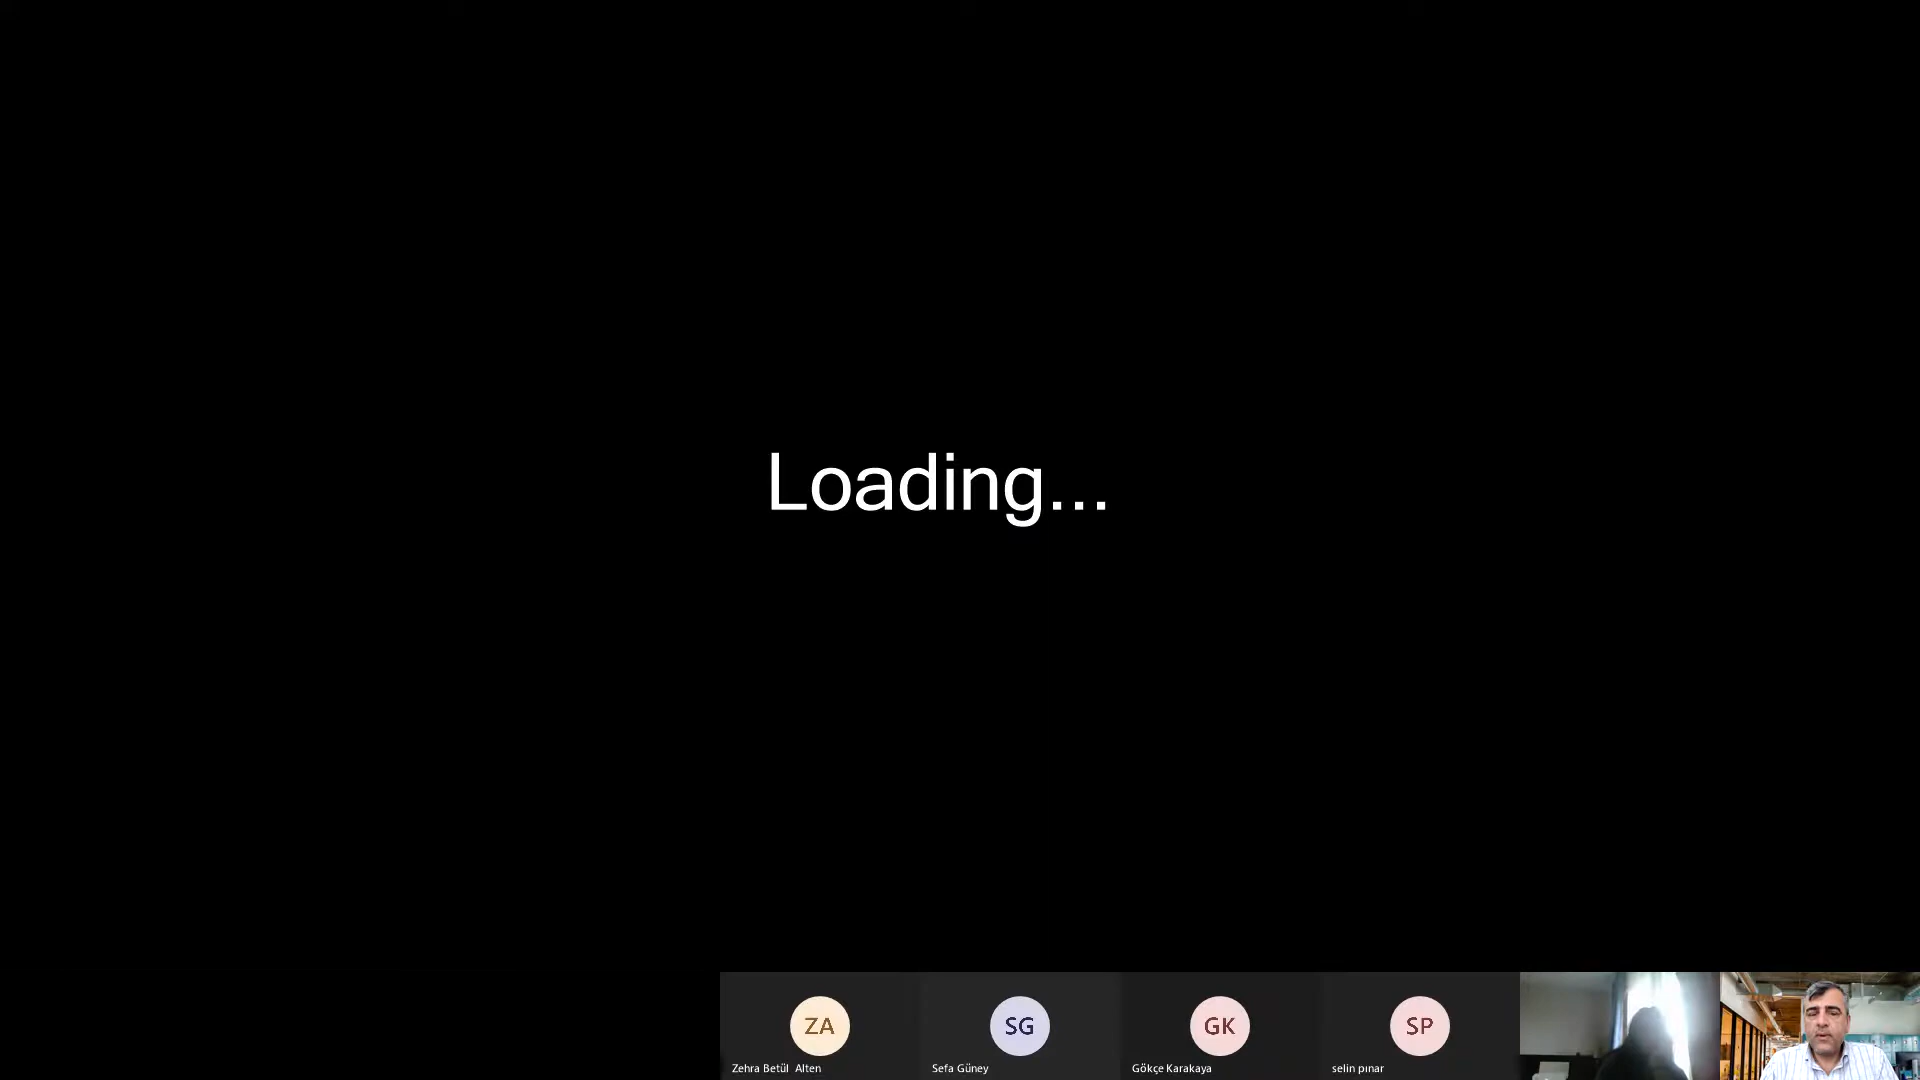 Loading...
ZA
SG
GK
SP
Zehra Betül  Alten
Sefa Güney
Gökçe Karakaya
selin pınar